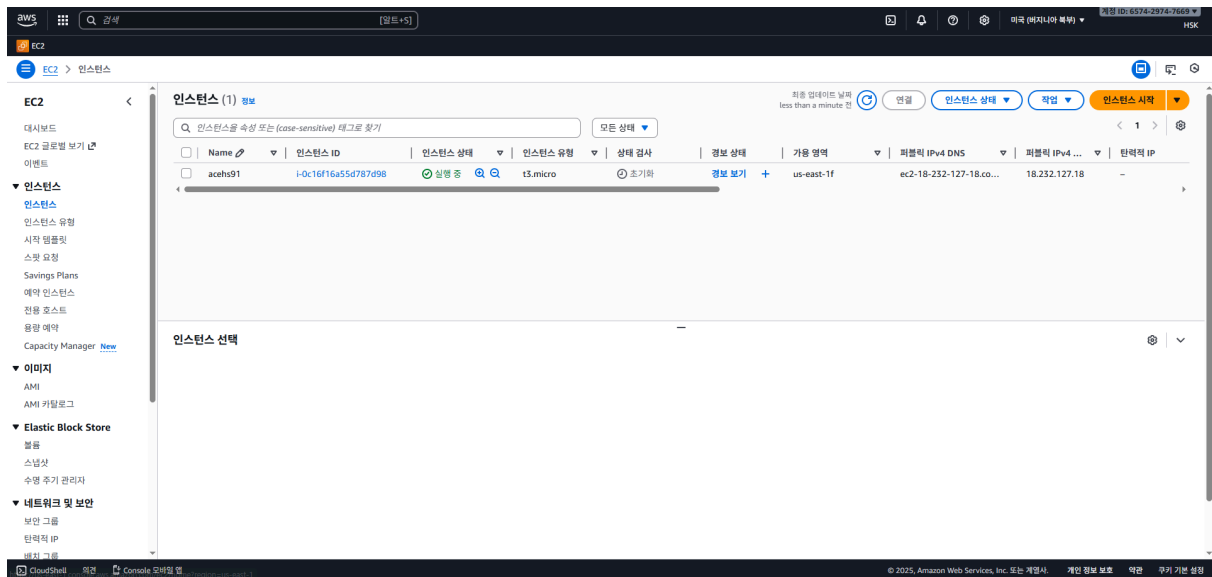 aws
검색
[알트+S]
미국 (버지니아 북부) ▼
계정 ID: 6574-2974-7669 ▼
HSK
EC2
EC2 > 인스턴스
EC2
대시보드
EC2 글로벌 보기
이벤트
▼ 인스턴스
인스턴스
인스턴스 유형
시작 템플릿
스팟 요청
Savings Plans
예약 인스턴스
전용 호스트
용량 예약
Capacity Manager New
▼ 이미지
AMI
AMI 카탈로그
▼ Elastic Block Store
볼륨
스냅샷
수명 주기 관리자
▼ 네트워크 및 보안
보안 그룹
탄력적 IP
배치 그룹
인스턴스 (1) 정보
최종 업데이트 날짜
less than a minute 전
연결
인스턴스 상태 ▼
작업 ▼
인스턴스 시작 ▼
인스턴스을 속성 또는 (case-sensitive) 태그로 찾기
모든 상태 ▼
< 1 >
Name 인스턴스 ID 인스턴스 상태 인스턴스 유형 상태 검사 경보 상태 가용 영역 퍼블릭 IPv4 DNS 퍼블릭 IPv4 ... 탄력적 IP
acehs91 i-0c16f16a55d787d98 실행 중 t3.micro 초기화 경보 보기 + us-east-1f ec2-18-232-127-18.co... 18.232.127.18 –
인스턴스 선택
CloudShell 의견 Console 모바일 앱
© 2025, Amazon Web Services, Inc. 또는 계열사. 개인 정보 보호 약관 쿠키 기본 설정